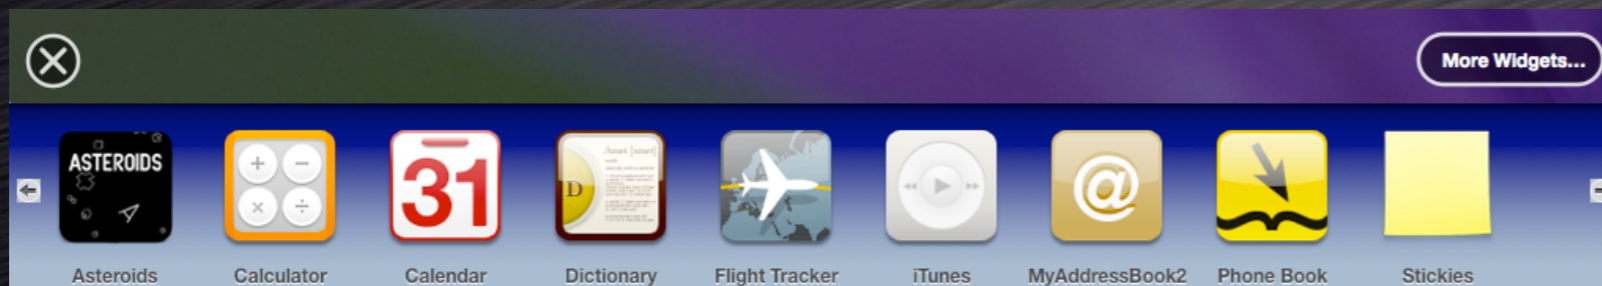 More Widgets...
ASTEROIDS
+ −
× ÷
31
D
@
Asteroids Calculator Calendar Dictionary Flight Tracker iTunes MyAddressBook2 Phone Book Stickies